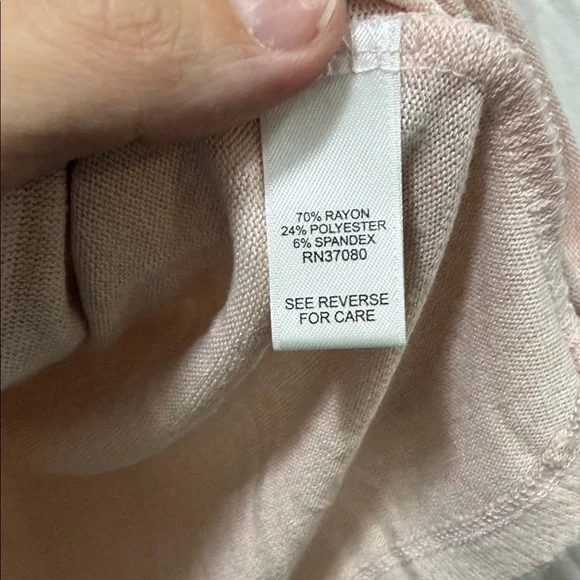 70% RAYON
24% POLYESTER
6% SPANDEX
RN37080
SEE REVERSE
FOR CARE